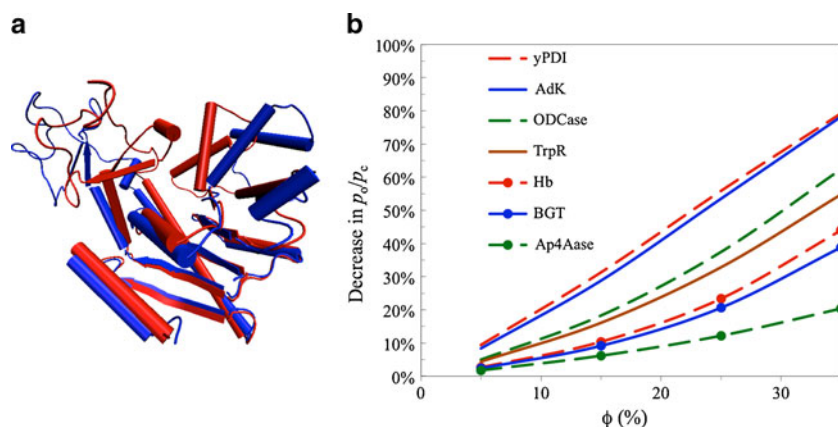 a
b
Decrease in pₒ/p_c
100%
90%
80%
70%
60%
50%
40%
30%
20%
10%
0%
yPDI
AdK
ODCase
TrpR
Hb
BGT
Ap4Aase
0
10
20
30
ϕ (%)